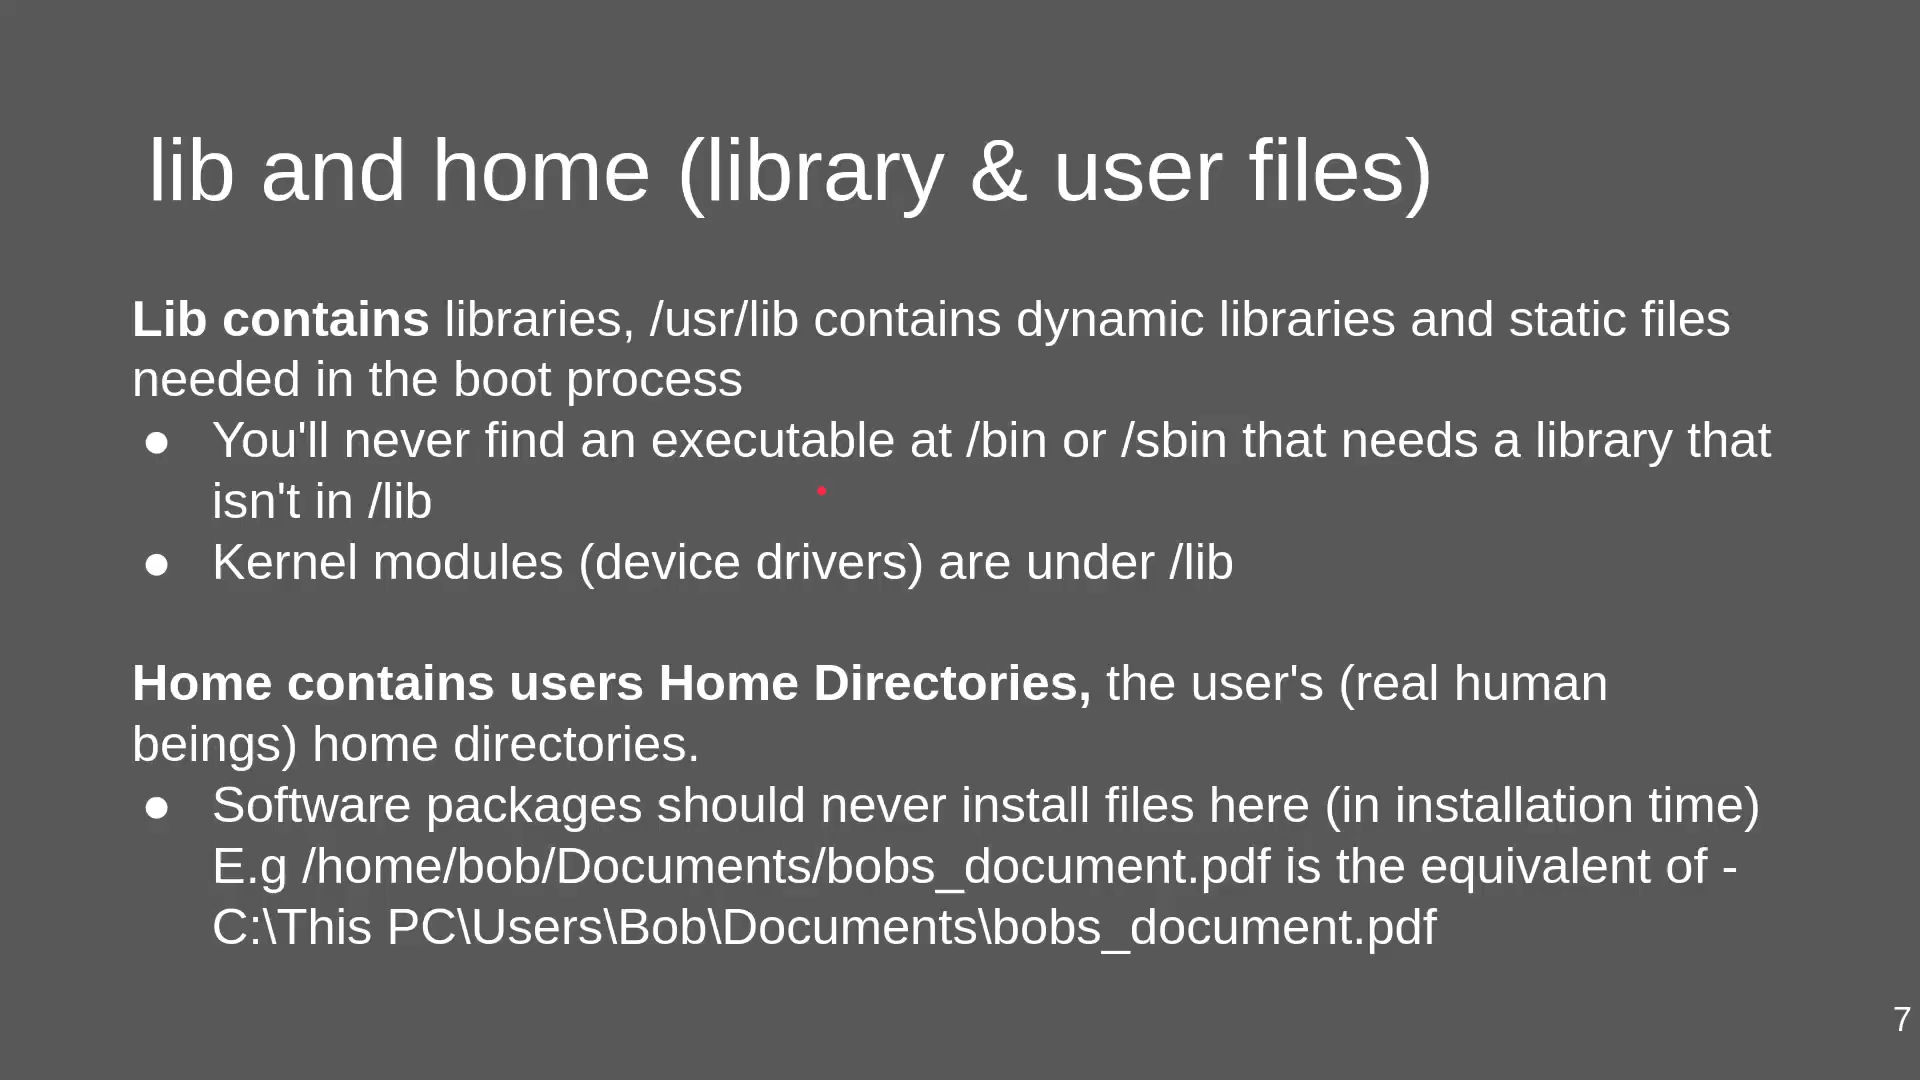 lib and home (library & user files)
Lib contains libraries, /usr/lib contains dynamic libraries and static files
needed in the boot process
● You'll never find an executable at /bin or /sbin that needs a library that
isn't in /lib
● Kernel modules (device drivers) are under /lib
Home contains users Home Directories, the user's (real human
beings) home directories.
● Software packages should never install files here (in installation time)
E.g /home/bob/Documents/bobs_document.pdf is the equivalent of -
C:\This PC\Users\Bob\Documents\bobs_document.pdf
7